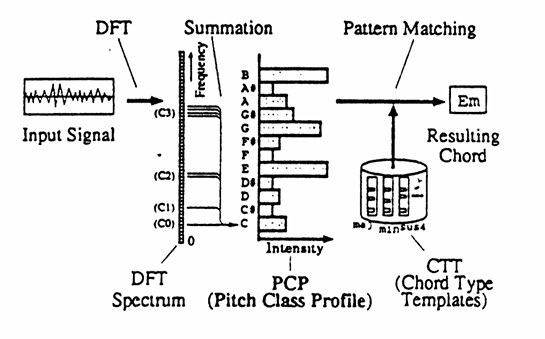 DFT
Summation
Pattern Matching
Frequency
B
A#
A
G#
G
F#
F
E
D#
D
C#
C
(C3)
(C2)
(C1)
(C0)
0
Input Signal
Em
Resulting
Chord
Intensity
maj min sus4
DFT
Spectrum
PCP
(Pitch Class Profile)
CTT
(Chord Type
Templates)